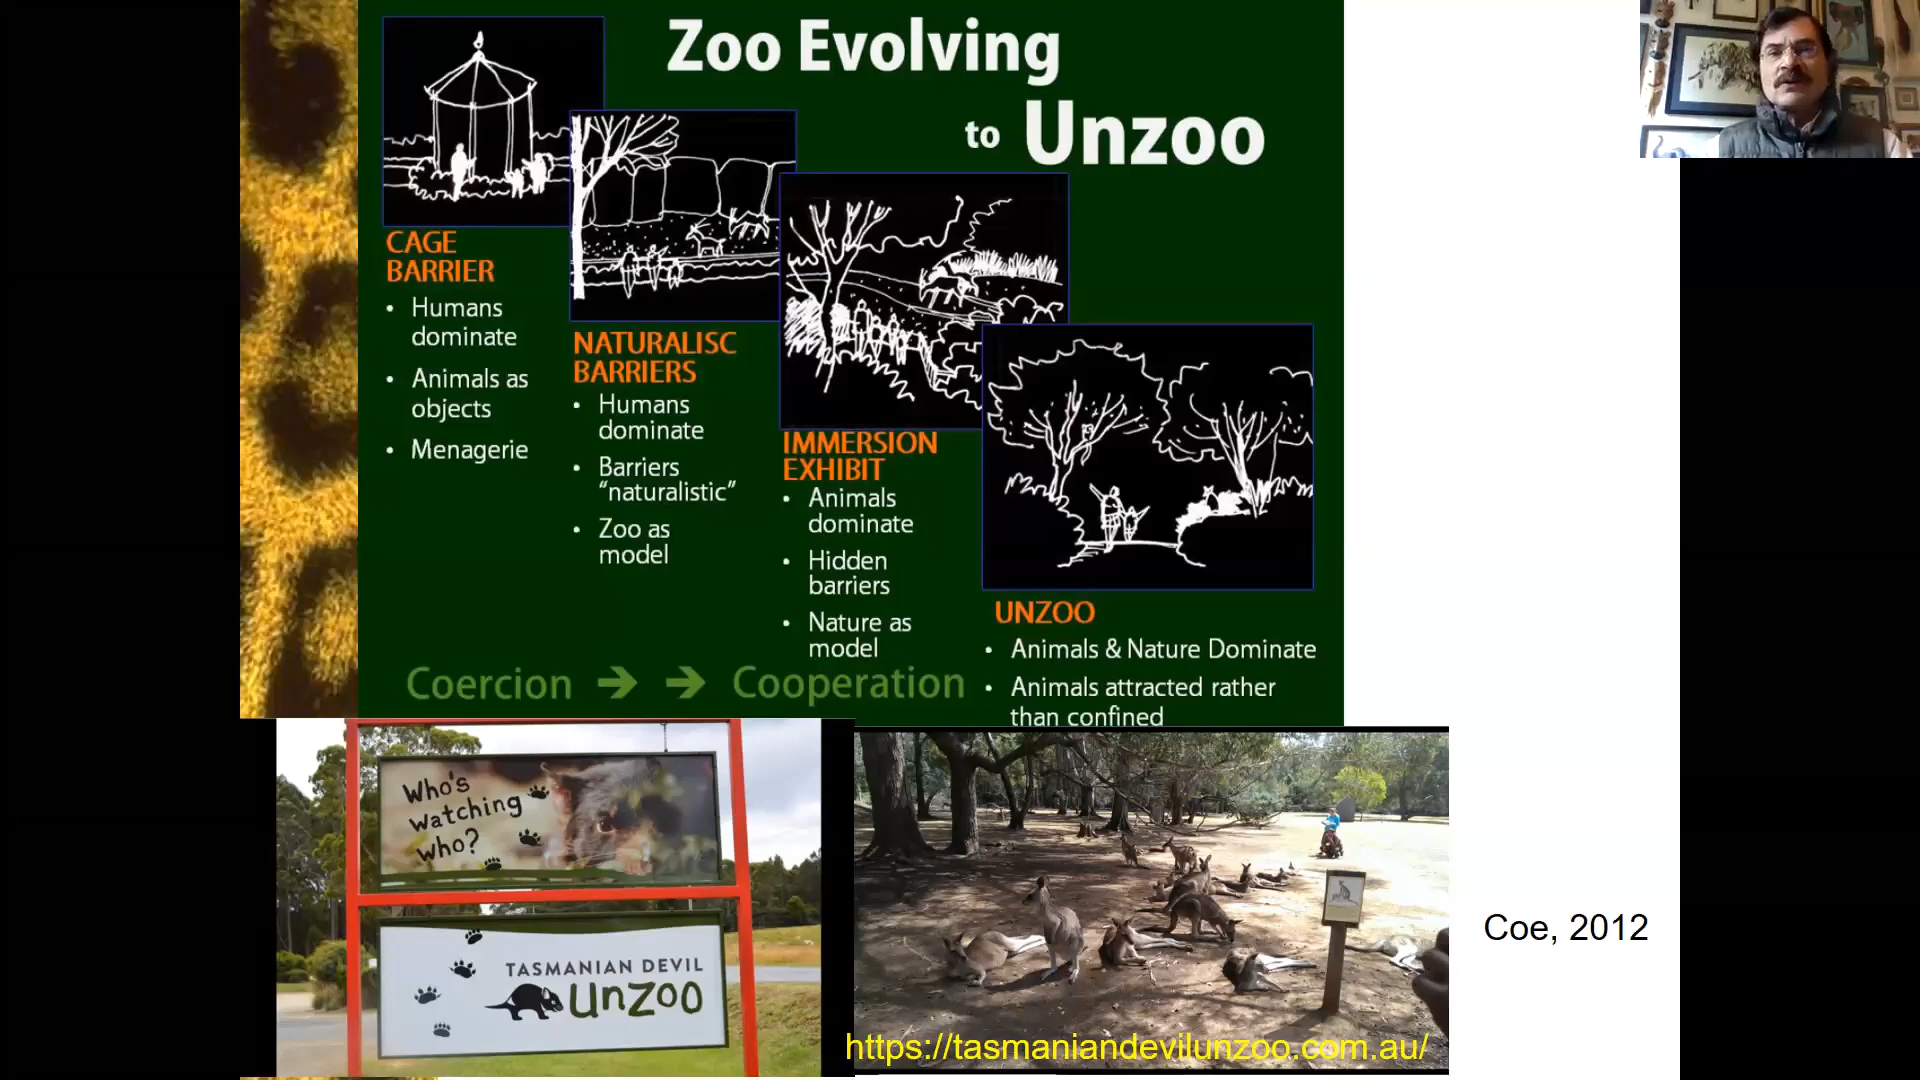 Zoo Evolving
to Unzoo
CAGE
BARRIER
• Humans
dominate
• Animals as
objects
• Menagerie
NATURALISC
BARRIERS
• Humans
dominate
• Barriers
“naturalistic”
• Zoo as
model
IMMERSION
EXHIBIT
• Animals
dominate
• Hidden
barriers
• Nature as
model
UNZOO
• Animals & Nature Dominate
• Animals attracted rather
than confined
Coercion → → Cooperation
Who's
watching
who?
TASMANIAN DEVIL
unzoo
https://tasmaniandevilunzoo.com.au/
Coe, 2012